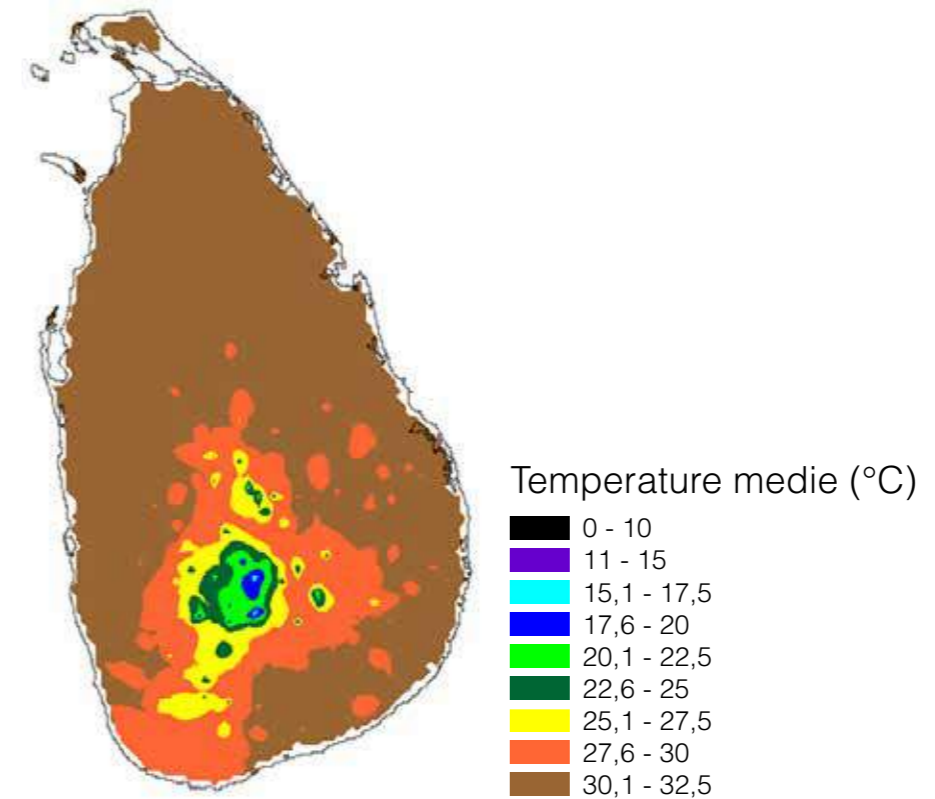 Temperature medie (°C)
0 - 10
11 - 15
15,1 - 17,5
17,6 - 20
20,1 - 22,5
22,6 - 25
25,1 - 27,5
27,6 - 30
30,1 - 32,5